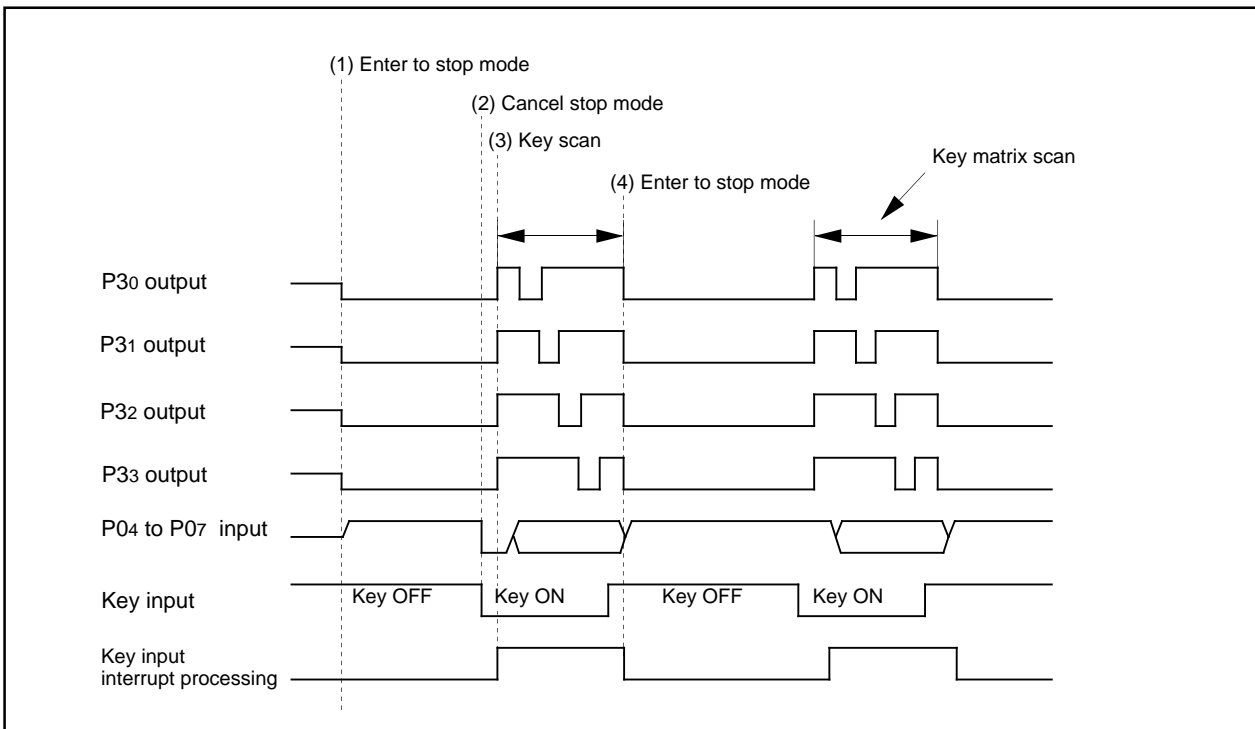 (1) Enter to stop mode
(2) Cancel stop mode
(3) Key scan
Key matrix scan
(4) Enter to stop mode
P30 output
P31 output
P32 output
P33 output
P04 to P07 input
Key input
Key OFF
Key ON
Key OFF
Key ON
Key input
interrupt processing